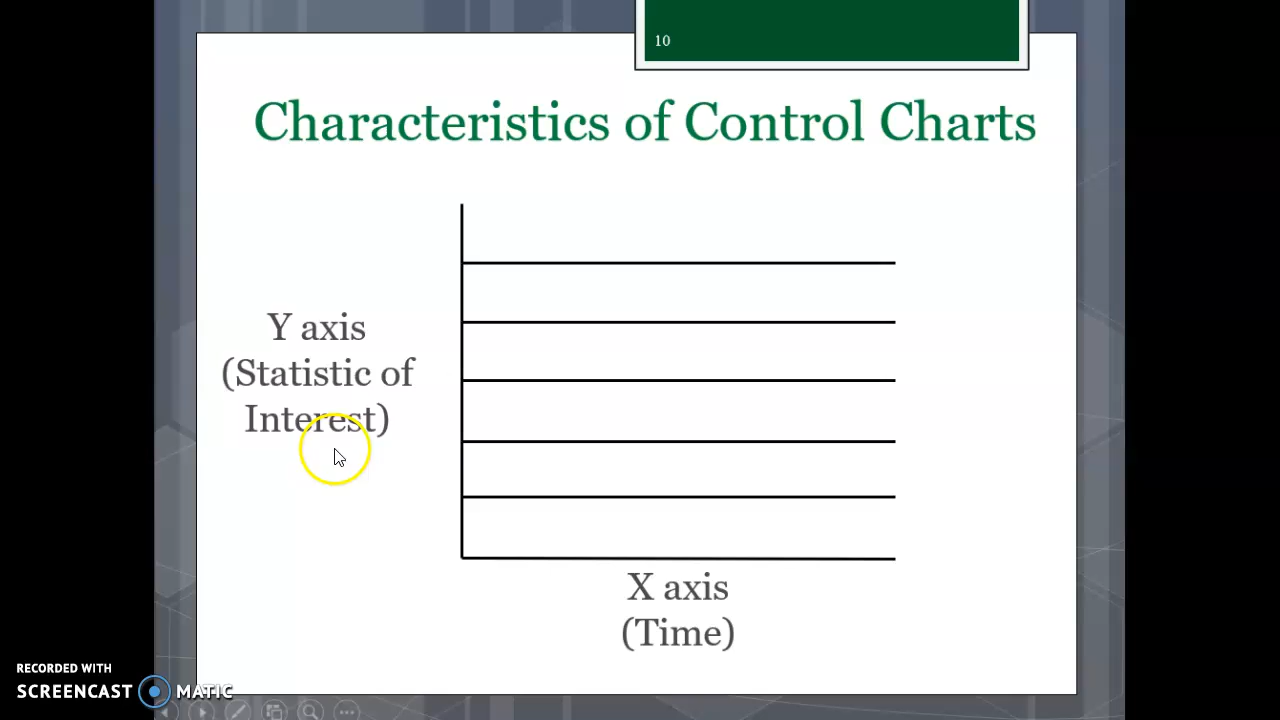 10
Characteristics of Control Charts
Y axis
(Statistic of
Interest)
X axis
(Time)
RECORDED WITH
SCREENCAST MATIC